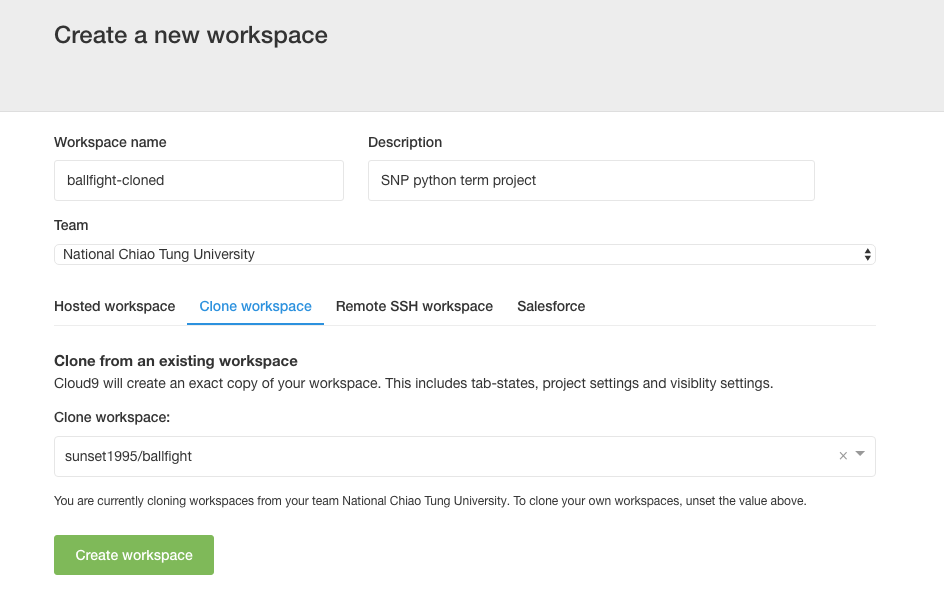 Create a new workspace
Workspace name Description
ballfight-cloned SNP python term project
Team
National Chiao Tung University
Hosted workspace Clone workspace Remote SSH workspace Salesforce
Clone from an existing workspace
Cloud9 will create an exact copy of your workspace. This includes tab-states, project settings and visiblity settings.
Clone workspace:
sunset1995/ballfight ×
You are currently cloning workspaces from your team National Chiao Tung University. To clone your own workspaces, unset the value above.
Create workspace